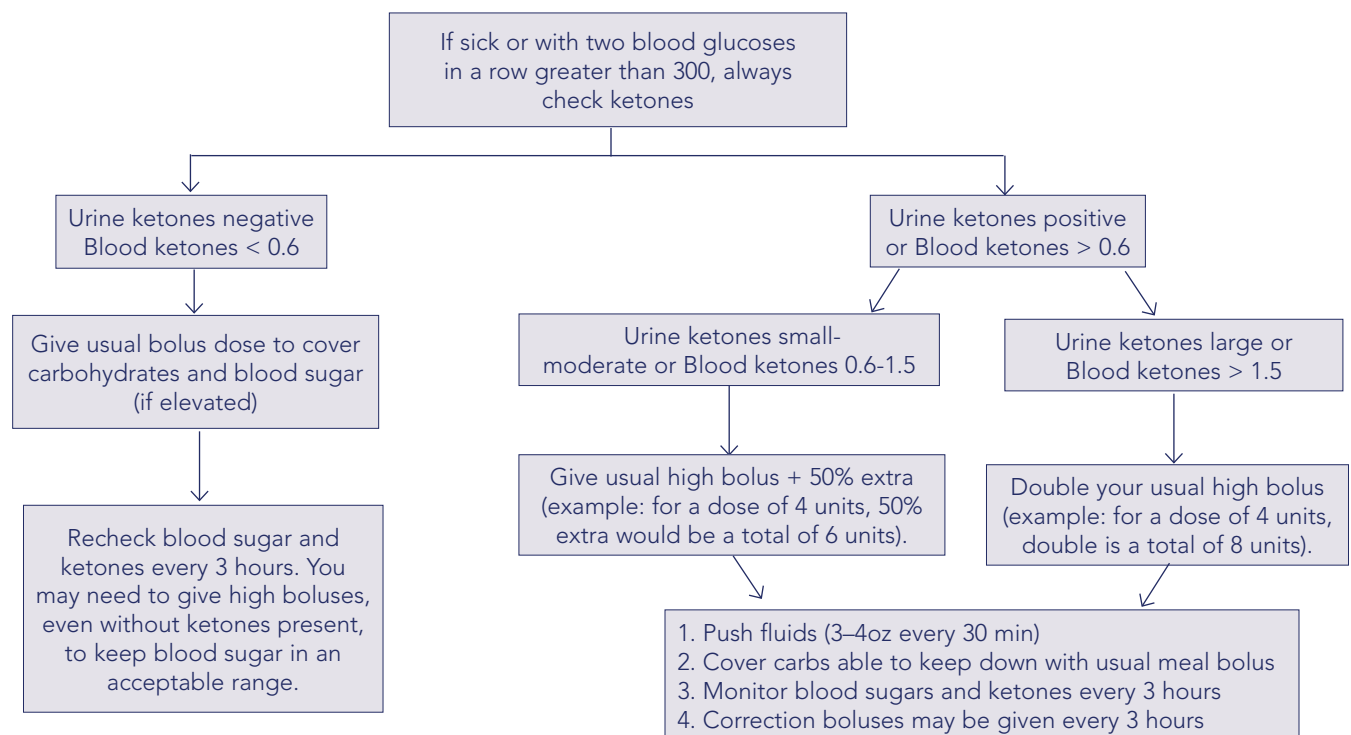 If sick or with two blood glucoses
in a row greater than 300, always
check ketones
Urine ketones negative
Blood ketones < 0.6
Urine ketones positive
or Blood ketones > 0.6
Give usual bolus dose to cover
carbohydrates and blood sugar
(if elevated)
Urine ketones small-
moderate or Blood ketones 0.6-1.5
Urine ketones large or
Blood ketones > 1.5
Recheck blood sugar and
ketones every 3 hours. You
may need to give high boluses,
even without ketones present,
to keep blood sugar in an
acceptable range.
Give usual high bolus + 50% extra
(example: for a dose of 4 units, 50%
extra would be a total of 6 units).
Double your usual high bolus
(example: for a dose of 4 units,
double is a total of 8 units).
1. Push fluids (3–4oz every 30 min)
2. Cover carbs able to keep down with usual meal bolus
3. Monitor blood sugars and ketones every 3 hours
4. Correction boluses may be given every 3 hours